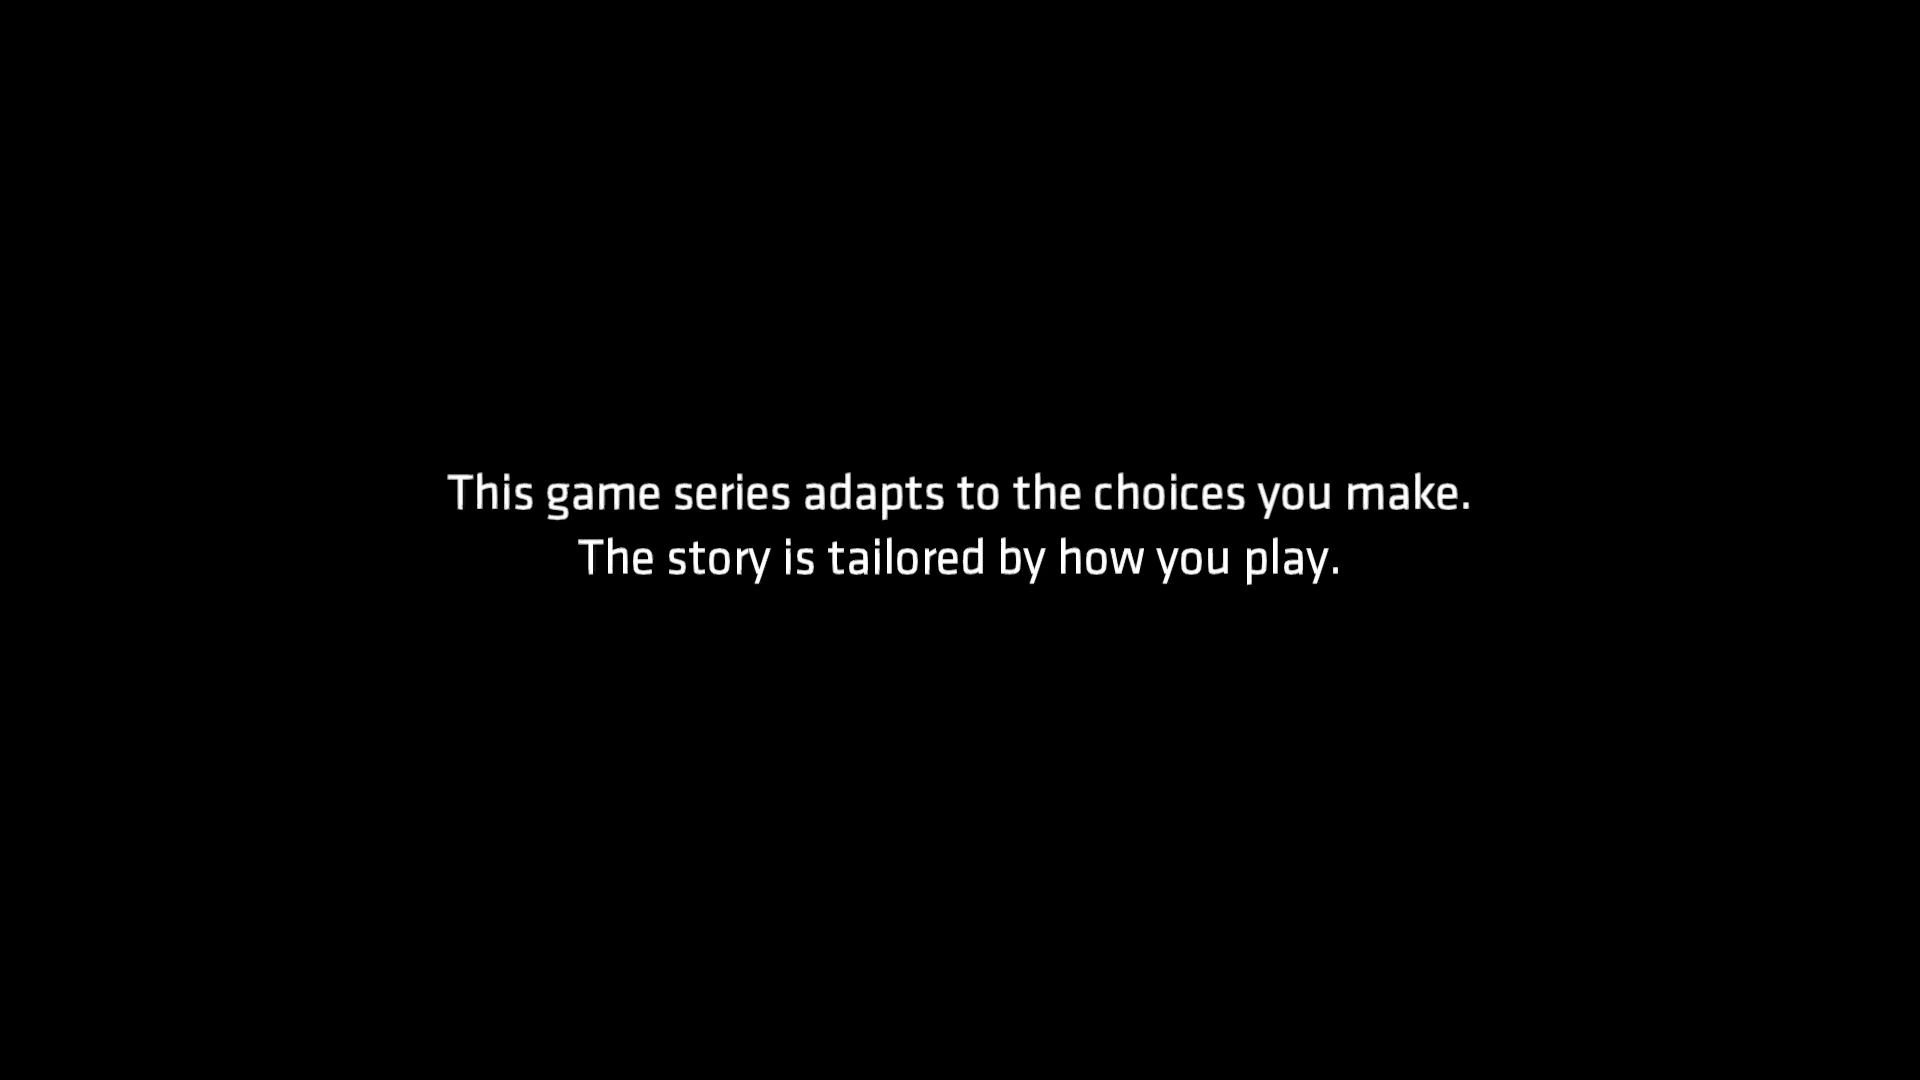 This game series adapts to the choices you make.
The story is tailored by how you play.